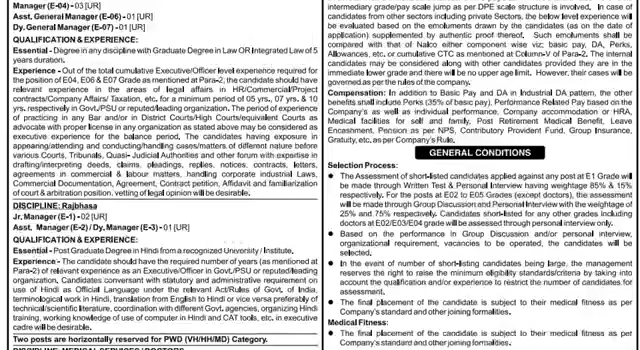 Manager (E-04) - 03 [UR]
Asst. General Manager (E-06) - 01 [UR]
Dy. General Manager (E-07) - 01 [UR]
QUALIFICATION & EXPERIENCE:
Essential - Degree in any discipline with Graduate Degree in Law OR Integrated Law of 5
years duration.
Experience - Out of the total cumulative Executive/Officer level experience required for
the position of E04, E06 & E07 Grade as mentioned at Para-2, the candidate should have
relevant experience in the areas of legal affairs in HR/Commercial/Project
contracts/Company Affairs/ Taxation, etc. for a minimum period of 05 yrs., 07 yrs. & 10
yrs. respectively in Govt./PSU or reputed/leading organization. The period of experience
of practicing in any Bar and/or in District Courts/High Courts/equivalent Courts as
advocate with proper license in any organization as stated above may be considered as
executive experience for the balance period. The candidates having exposure in
appearing/attending and conducting/handling cases/matters of different nature before
various Courts, Tribunals, Quasi- Judicial Authorities and other forum with expertise in
drafting/interpreting deeds, claims, pleadings, replies, notices, contracts, letters,
agreements in commercial & labour matters, handling corporate industrial Laws,
Commercial Documentation, Agreement, Contract petition, Affidavit and familiarization
of court & arbitration position, vetting of legal opinion will be desirable.
DISCIPLINE: Rajbhasa
Jr. Manager (E-1) - 02 [UR]
Asst. Manager (E-2) / Dy. Manager (E-3) - 01 [UR]
QUALIFICATION & EXPERIENCE:
Essential - Post Graduate Degree in Hindi from a recognized University / Institute.
Experience - The candidate should have the required number of years (as mentioned at
Para-2) of relevant experience as an Executive/Officer in Govt./PSU or reputed/leading
organization. Candidates conversant with statutory and administrative requirement on
use of Hindi as Official Language under the relevant Act/Rules of Govt. of India,
terminological work in Hindi, translation from English to Hindi or vice versa preferably of
technical/scientific literature, coordination with different Govt. agencies, organizing Hindi
training, working knowledge of use of computer in Hindi and CAT tools, etc. in executive
cadre will be desirable.
Two posts are horizontally reserved for PWD (VH/HH/MD) Category.
intermediary grade/pay scale jump as per DPE scale structure is involved. In case of
candidates from other sectors including private Sectors, the below level experience will
be evaluated based on the emoluments drawn by the candidates (as on the date of
application) supplemented by authentic proof thereof. Such emoluments shall be
compared with that of Nalco either component wise viz; basic pay, DA, Perks,
Allowances, etc., or cumulative CTC as mentioned at Column-V of Para-2. The internal
candidates may be considered along with other candidates provided they are in the
immediate lower grade and there will be no upper age limit. However, their cases will be
governed as per the rules of the company.
Compensation: In addition to Basic Pay and DA in Industrial DA pattern, the other
benefits shall include Perks (35% of basic pay), Performance Related Pay based on the
Company's as well as individual performance, Company accommodation or HRA,
Medical facilities for self and family, Post Retirement Medical Benefit, Leave
Encashment, Pension as per NPS, Contributory Provident Fund, Group Insurance,
Gratuity, etc. as per Company's Rule.
GENERAL CONDITIONS
Selection Process:
● The Assessment of short-listed candidates applied against any post at E1 Grade will
be made through Written Test & Personal Interview having weightage 85% & 15%
respectively. For the posts at E02 to E05 Grades (except doctors), the assessment
will be made through Group Discussion and Personal Interview with the weightage of
25% and 75% respectively. Candidates short-listed for any other grades including
doctors at E02/E03/E04 grade will be assessed through personal interview only.
● Based on the performance in Group Discussion and/or personal interview,
organizational requirement, vacancies to be operated, the candidates will be
selected.
● In the event of number of short-listing candidates being large, the management
reserves the right to raise the minimum eligibility standards/criteria by taking into
account the qualification and/or experience to restrict the number of candidates for
assessment.
● The final placement of the candidate is subject to their medical fitness as per
Company's standard and other joining formalities.
Medical Fitness:
● The final placement of the candidate is subject to their medical fitness as per
Company's standard and other joining formalities.